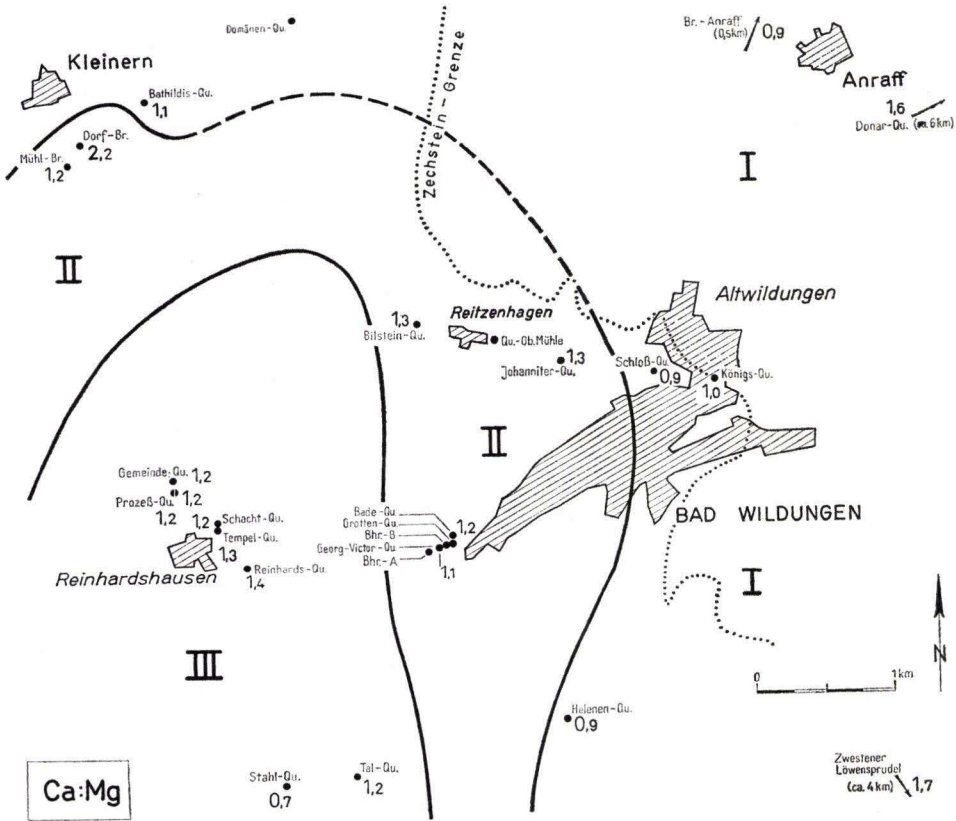 Domänen-Qu.
Br.-Anraff
(0,5km)
0,9
Kleinern
Anraff
Bathildis-Qu.
1,1
1,6
Donar-Qu. (ca. 6km)
Dorf-Br.
2,2
Mühl-Br.
1,2
Zechstein-Grenze
I
II
Altwildungen
1,3
Bilstein-Qu.
Reitzenhagen
Qu.-Ob.Mühle
1,3
Johanniter-Qu.
Schloß-Qu.
0,9
Königs-Qu.
1,0
II
Gemeinde-Qu. 1,2
1,2
Prozeß-Qu.
1,2
1,2
Schacht-Qu.
Tempel-Qu.
1,3
Reinhards-Qu.
1,4
Reinhardshausen
Bade-Qu
Grotten-Qu.
Bhr.-B
Georg-Victor-Qu.
Bhr.-A
1,2
1,1
BAD WILDUNGEN
I
III
N
0 1km
Helenen-Qu.
0,9
Stahl-Qu.
0,7
Tal-Qu.
1,2
Zwestener
Löwensprudel
(ca. 4km)
1,7
Ca:Mg